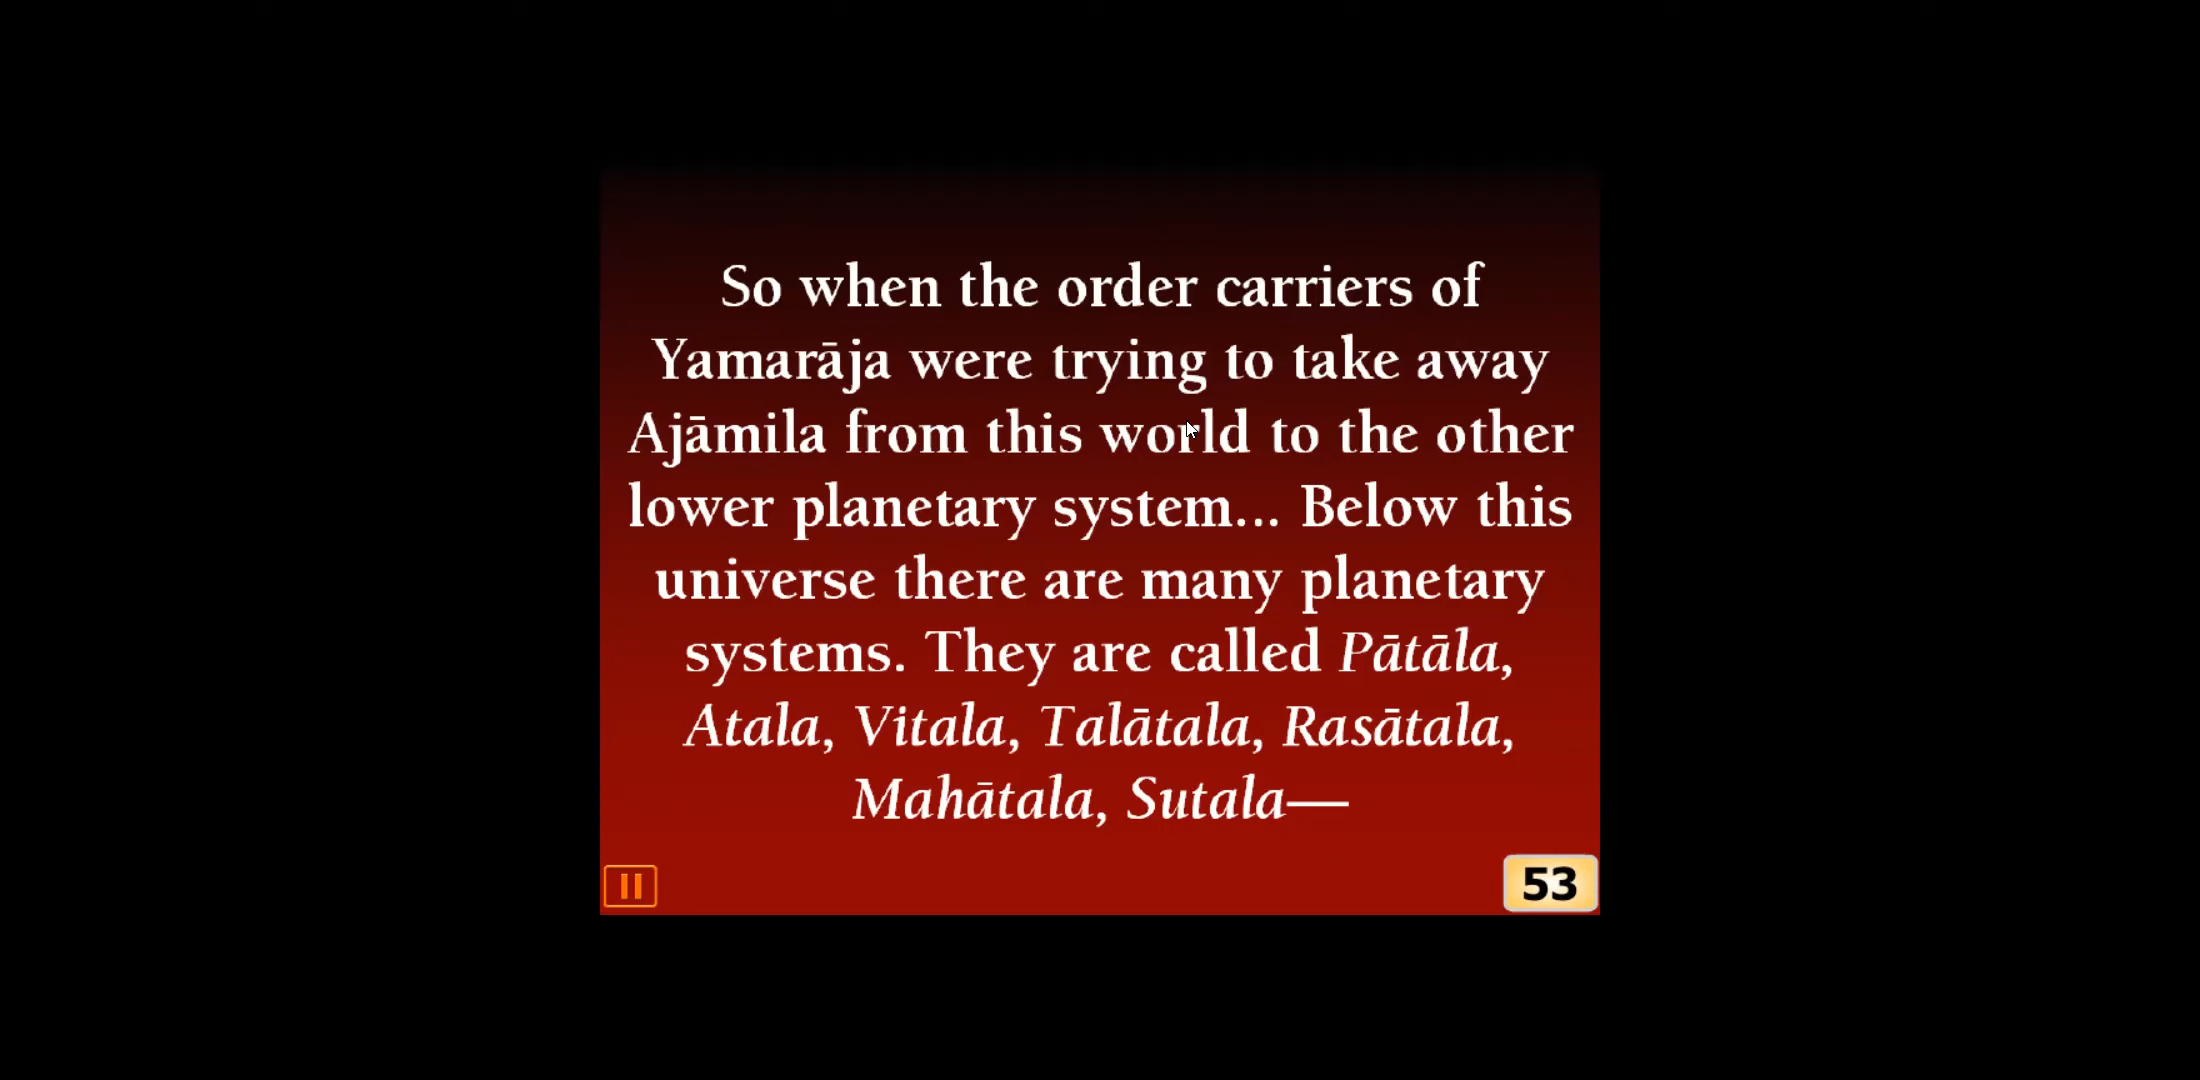 So when the order carriers of
Yamarāja were trying to take away
Ajāmila from this world to the other
lower planetary system... Below this
universe there are many planetary
systems. They are called Pātāla,
Atala, Vitala, Talātala, Rasātala,
Mahātala, Sutala—
53